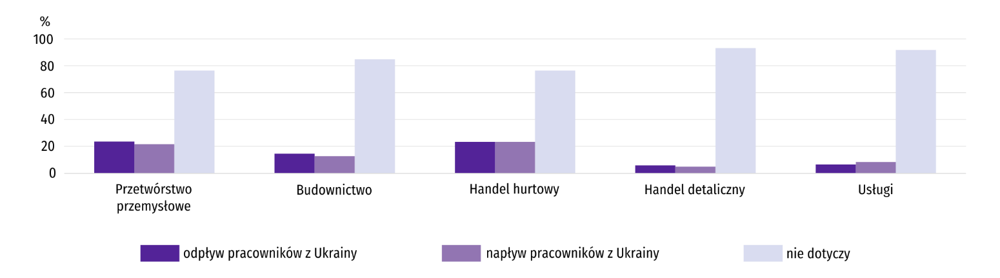 %
100
80
60
40
20
0
Przetwórstwo
przemysłowe
Budownictwo
Handel hurtowy
Handel detaliczny
Usługi
odpływ pracowników z Ukrainy
napływ pracowników z Ukrainy
nie dotyczy